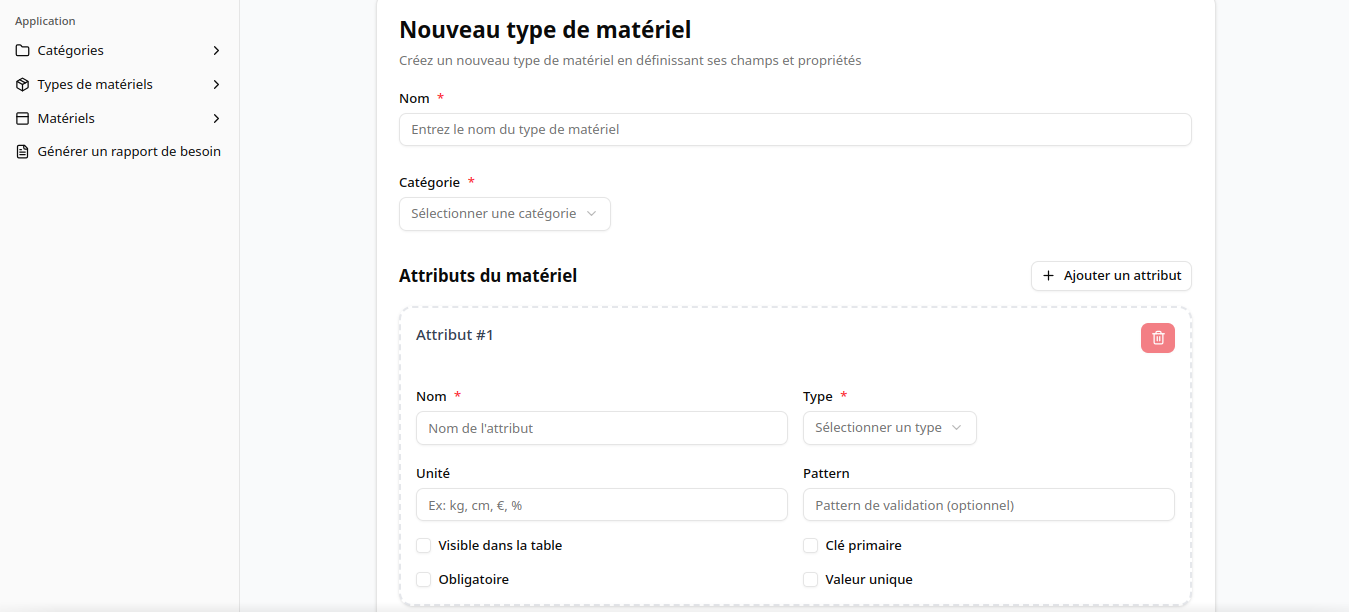 Application
Catégories
Types de matériels
Matériels
Générer un rapport de besoin
Nouveau type de matériel
Créez un nouveau type de matériel en définissant ses champs et propriétés
Nom *
Entrez le nom du type de matériel
Catégorie *
Sélectionner une catégorie
Attributs du matériel
Ajouter un attribut
Attribut #1
Nom *
Type *
Nom de l'attribut
Sélectionner un type
Unité
Pattern
Ex: kg, cm, €, %
Pattern de validation (optionnel)
Visible dans la table
Clé primaire
Obligatoire
Valeur unique